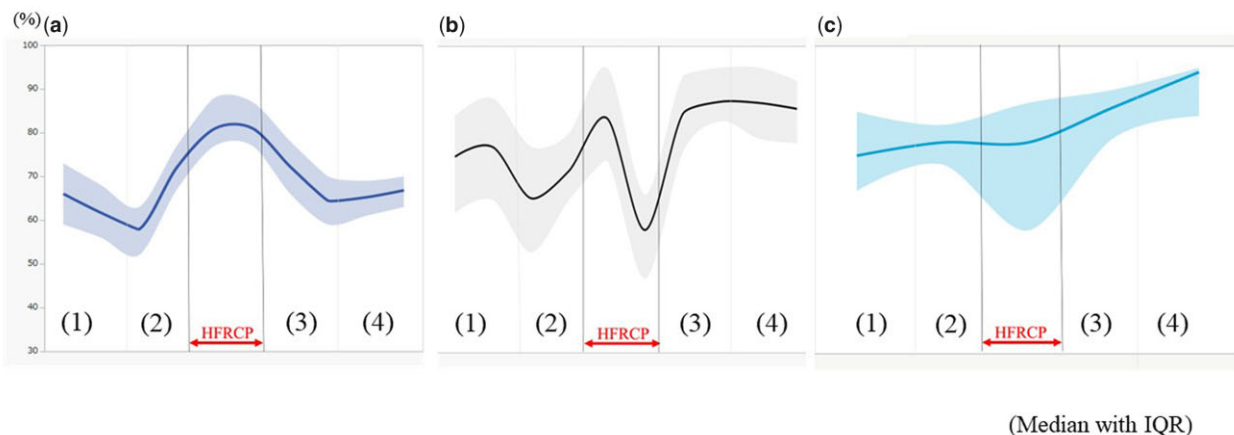 (%) (a) (b) (c)
100
90
80
70
60
50
40
30
(1) (2) HFRCP (3) (4)
(1) (2) HFRCP (3) (4)
(1) (2) HFRCP (3) (4)
(Median with IQR)